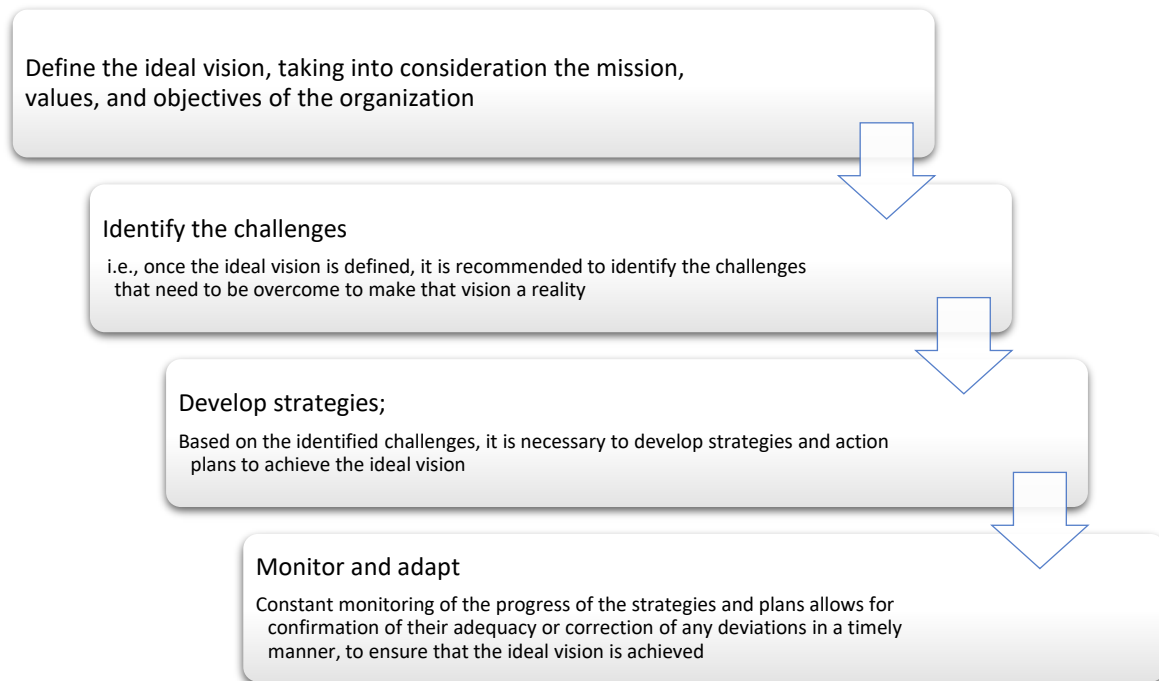 Define the ideal vision, taking into consideration the mission,
values, and objectives of the organization
Identify the challenges
i.e., once the ideal vision is defined, it is recommended to identify the challenges
that need to be overcome to make that vision a reality
Develop strategies;
Based on the identified challenges, it is necessary to develop strategies and action
plans to achieve the ideal vision
Monitor and adapt
Constant monitoring of the progress of the strategies and plans allows for
confirmation of their adequacy or correction of any deviations in a timely
manner, to ensure that the ideal vision is achieved